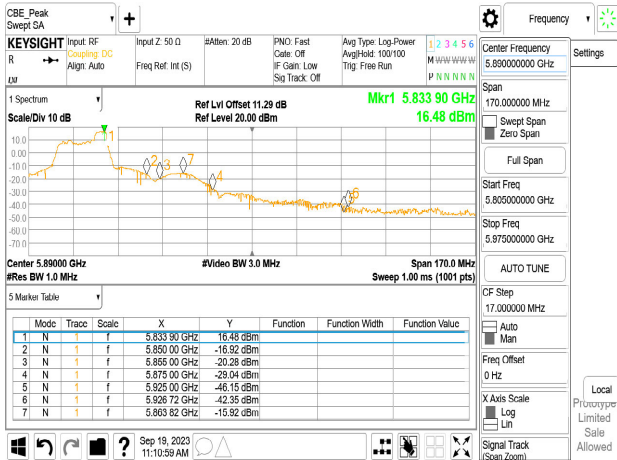 CBE_Peak
Swept SA
Frequency
KEYSIGHT
R
Input: RF
Coupling: DC
Align: Auto
Input Z: 50 Ω
Freq Ref: Int (S)
#Atten: 20 dB
PNO: Fast
Gate: Off
IF Gain: Low
Sig Track: Off
Avg Type: Log-Power
Avg|Hold: 100/100
Trig: Free Run
1 2 3 4 5 6
M W W W W W
P N N N N N
Center Frequency
5.890000000 GHz
Settings
Span
170.000000 MHz
Swept Span
Zero Span
Full Span
Start Freq
5.805000000 GHz
Stop Freq
5.975000000 GHz
AUTO TUNE
CF Step
17.000000 MHz
Auto
Man
Freq Offset
0 Hz
X Axis Scale
Log
Lin
Signal Track
(Span Zoom)
Local
Prototype
Limited
Sale
Allowed
1 Spectrum
Scale/Div 10 dB
Ref Lvl Offset 11.29 dB
Ref Level 20.00 dBm
Mkr1 5.833 90 GHz
16.48 dBm
10.0
0.00
-10.0
-20.0
-30.0
-40.0
-50.0
-60.0
-70.0
1
2
3
7
4
6
Center 5.89000 GHz
#Res BW 1.0 MHz
#Video BW 3.0 MHz
Span 170.0 MHz
Sweep 1.00 ms (1001 pts)
5 Marker Table
Mode Trace Scale X Y Function Function Width Function Value
1 N 1 f 5.833 90 GHz 16.48 dBm
2 N 1 f 5.850 00 GHz -16.92 dBm
3 N 1 f 5.855 00 GHz -20.28 dBm
4 N 1 f 5.875 00 GHz -29.04 dBm
5 N 1 f 5.925 00 GHz -46.15 dBm
6 N 1 f 5.926 72 GHz -42.35 dBm
7 N 1 f 5.863 82 GHz -15.92 dBm
?
Sep 19, 2023
11:10:59 AM